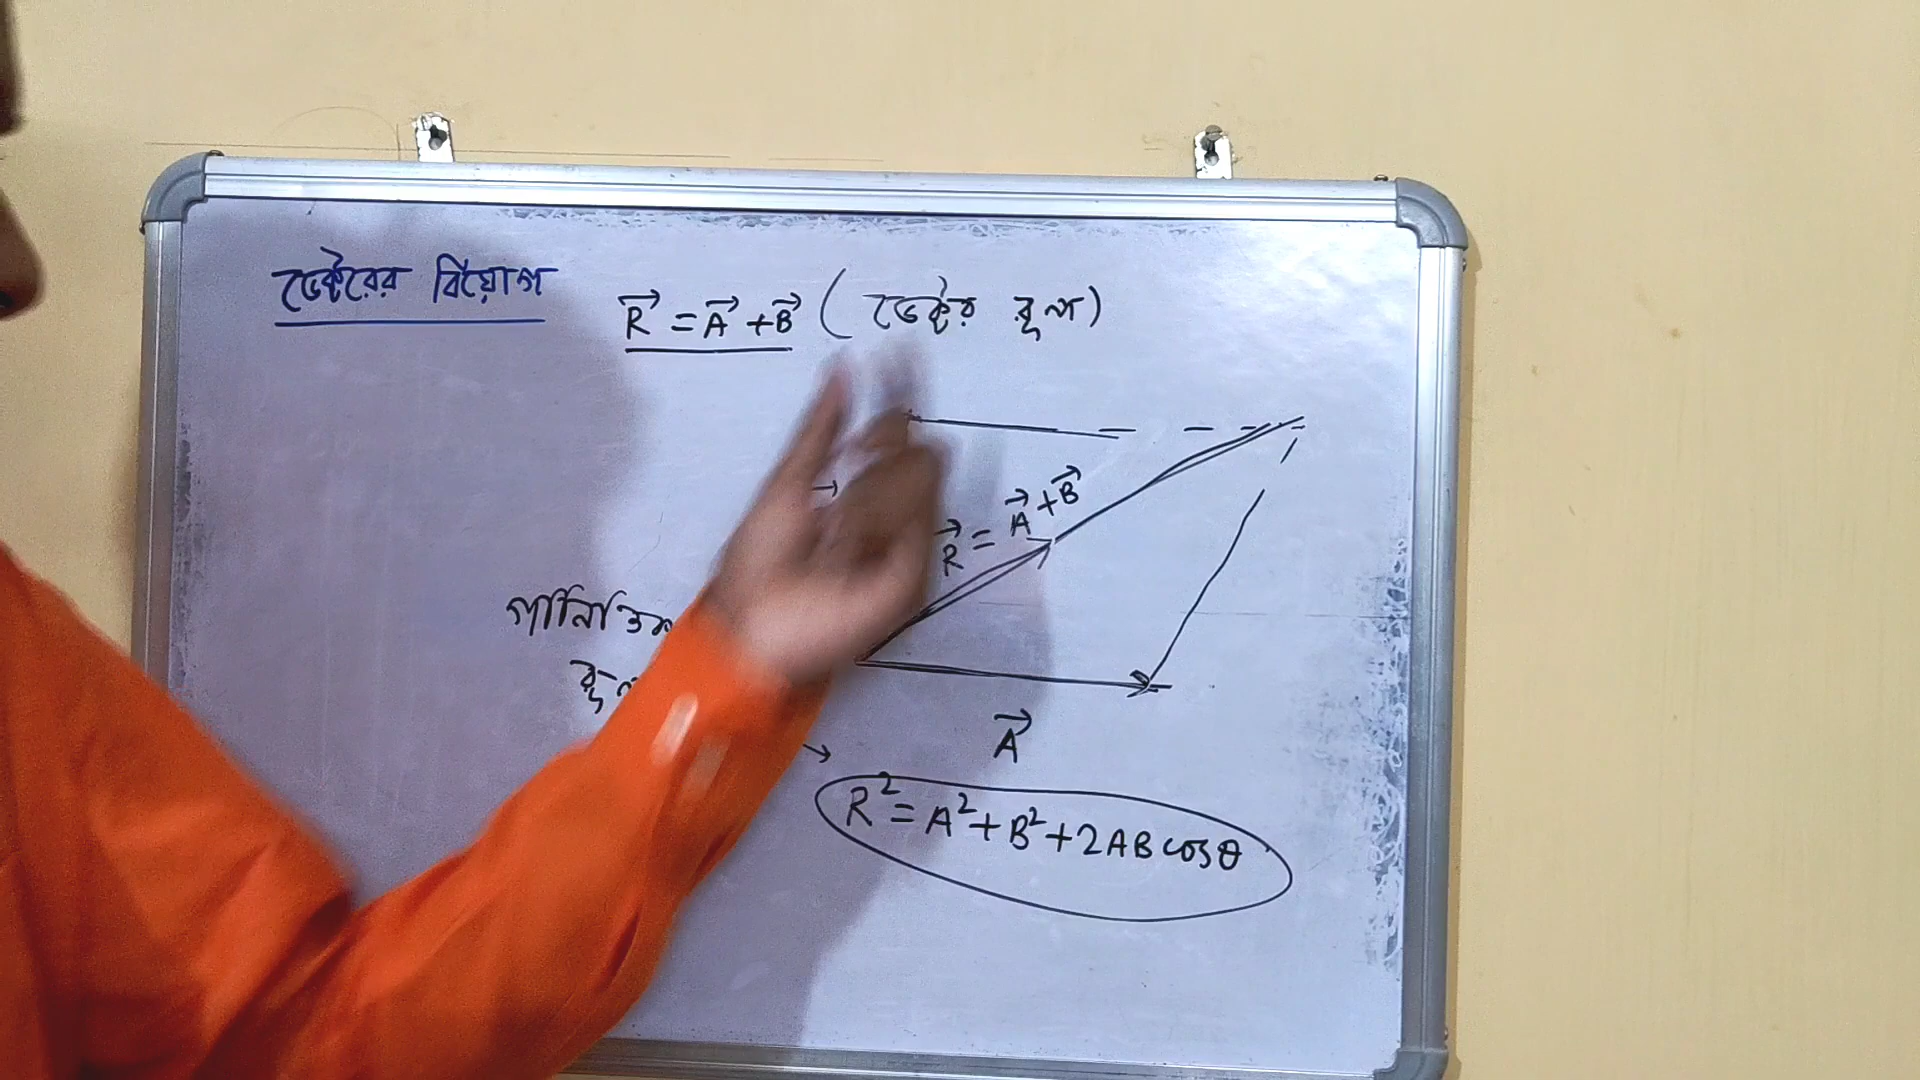 ভেক্টরের বিয়োগ
R⃗ = A⃗ + B⃗ ( ভেক্টর রূপ )
R⃗ = A⃗ + B⃗
A⃗
R² = A² + B² + 2AB cosθ